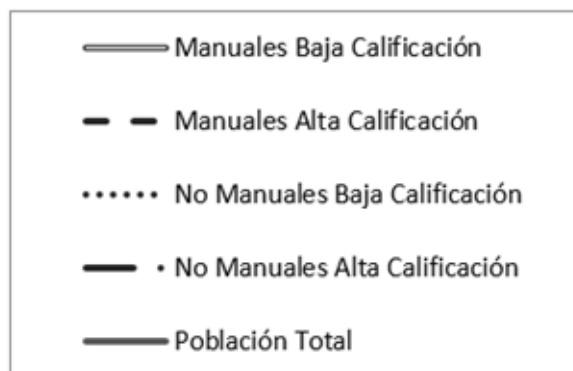 Manuales Baja Calificación
Manuales Alta Calificación
No Manuales Baja Calificación
No Manuales Alta Calificación
Población Total